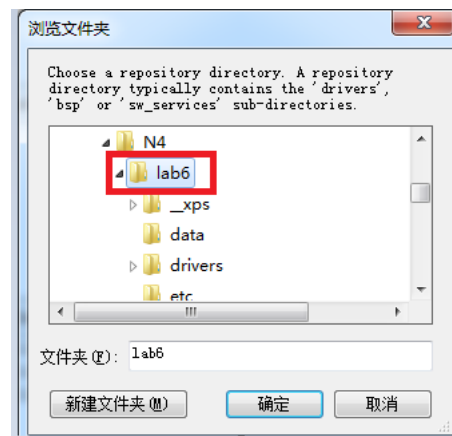 浏览文件夹
Choose a repository directory. A repository
directory typically contains the 'drivers',
'bsp' or 'sw_services' sub-directories.
N4
lab6
__xps
data
drivers
etc
文件夹(F): lab6
新建文件夹(M) 确定 取消